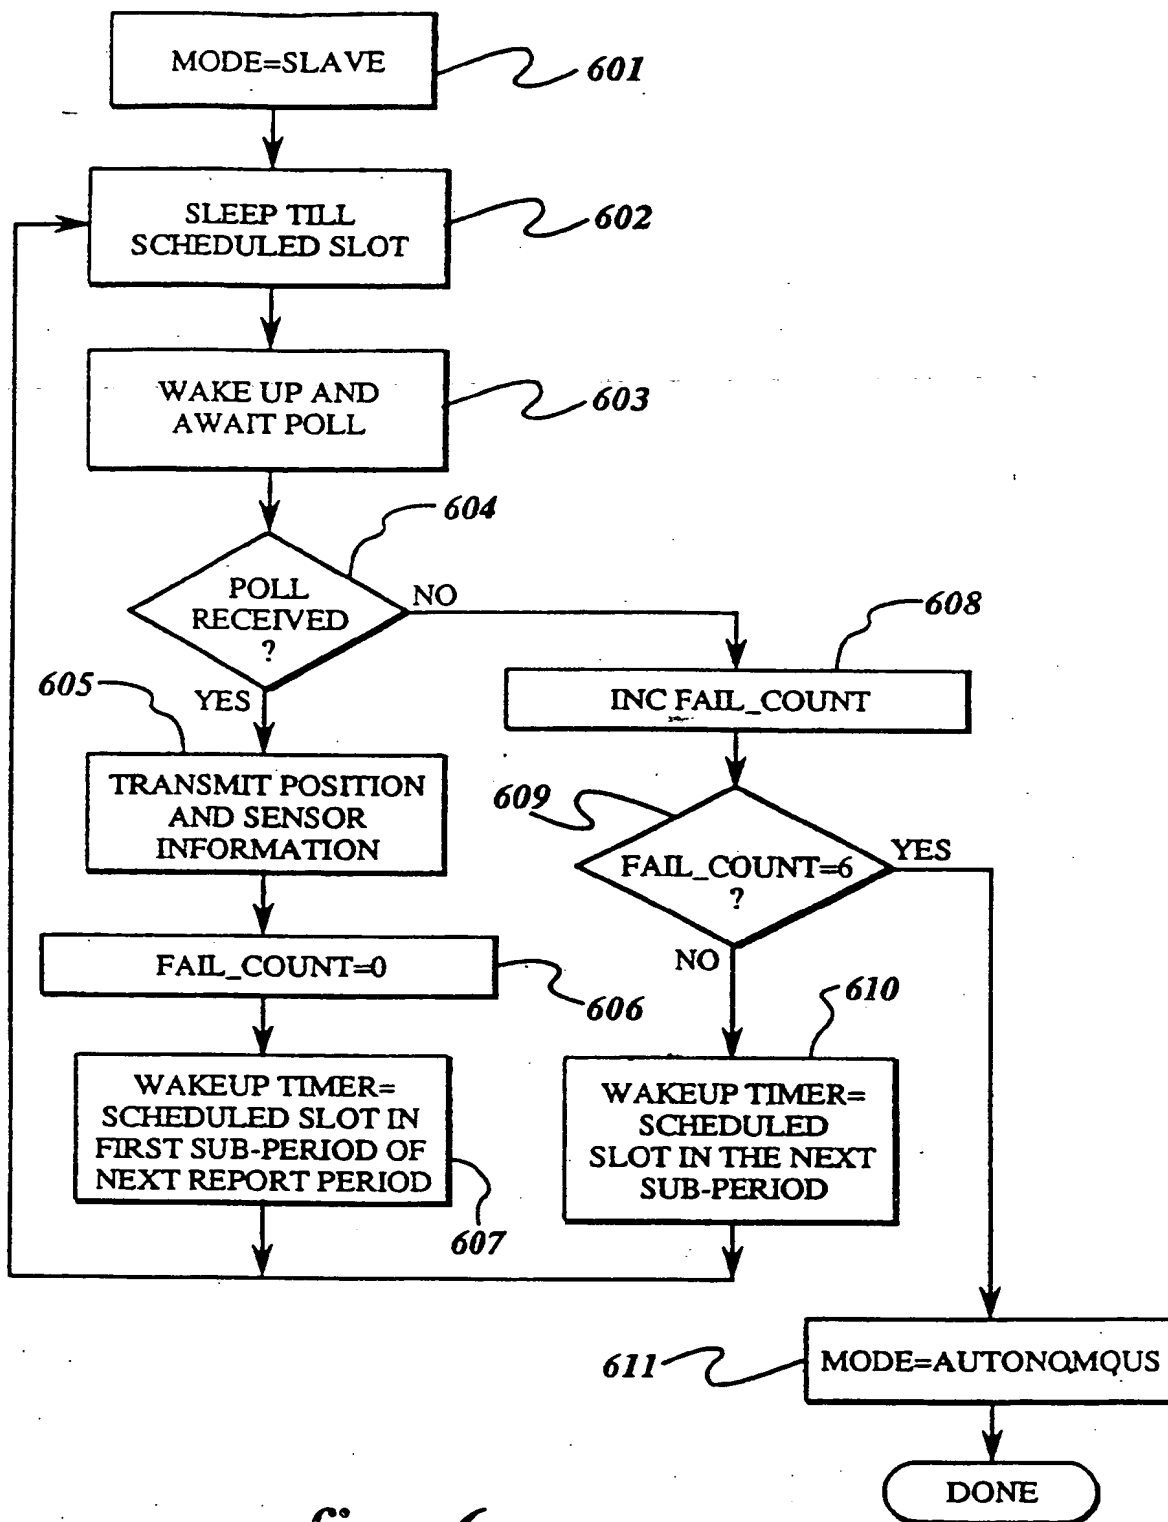 MODE=SLAVE
601
SLEEP TILL
SCHEDULED SLOT
602
WAKE UP AND
AWAIT POLL
603
604
POLL
RECEIVED
?
NO
YES
605
TRANSMIT POSITION
AND SENSOR
INFORMATION
FAIL_COUNT=0
606
WAKEUP TIMER=
SCHEDULED SLOT IN
FIRST SUB-PERIOD OF
NEXT REPORT PERIOD
607
608
INC FAIL_COUNT
609
FAIL_COUNT=6
?
YES
NO
610
WAKEUP TIMER=
SCHEDULED
SLOT IN THE NEXT
SUB-PERIOD
611
MODE=AUTONOMOUS
DONE